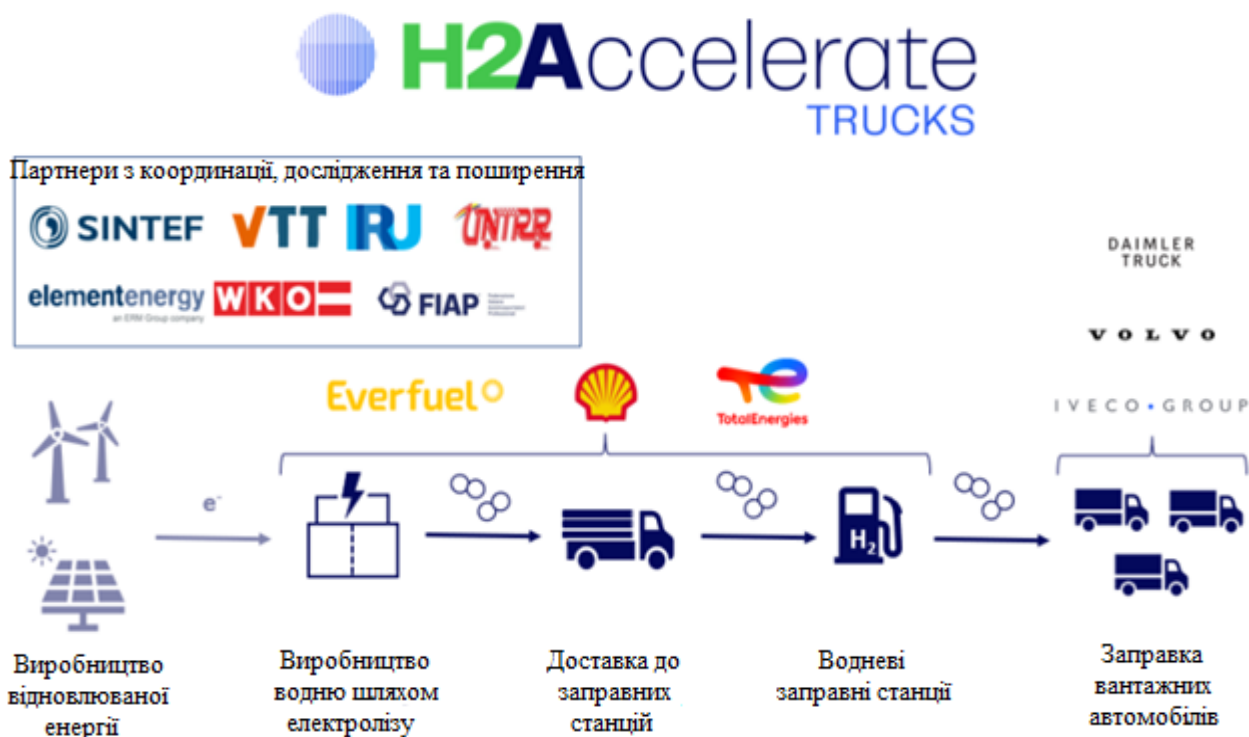 H2Accelerate
TRUCKS
Партнери з координації, дослідження та поширення
SINTEF VTT IRU UNTRR
elementenergy WKO FIAP
an ERM Group company
DAIMLER
TRUCK
VOLVO
IVECO • GROUP
Everfuel
TotalEnergies
e⁻
H₂
Виробництво
відновлюваної
енергії
Виробництво
водню шляхом
електролізу
Доставка до
заправних
станцій
Водневі
заправні станції
Заправка
вантажних
автомобілів